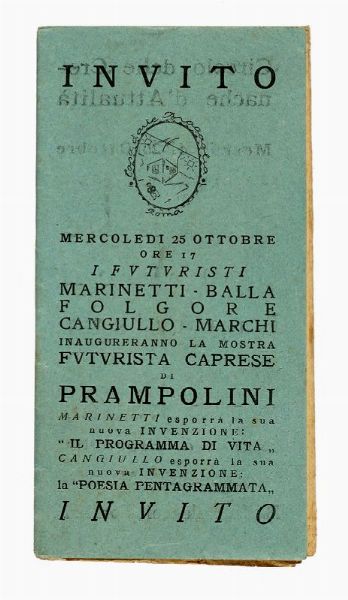 INVITO
Bragaglia
Roma
MERCOLEDI 25 OTTOBRE
ORE 17
I FVTVRISTI
MARINETTI - BALLA
FOLGORE
CANGIULLO - MARCHI
INAUGURERANNO LA MOSTRA
FVTVRISTA CAPRESE
DI
PRAMPOLINI
MARINETTI esporrà la sua
nuova INVENZIONE:
"IL PROGRAMMA DI VITA„
CANGIULLO esporrà la sua
nuova INVENZIONE:
la "POESIA PENTAGRAMMATA„
INVITO